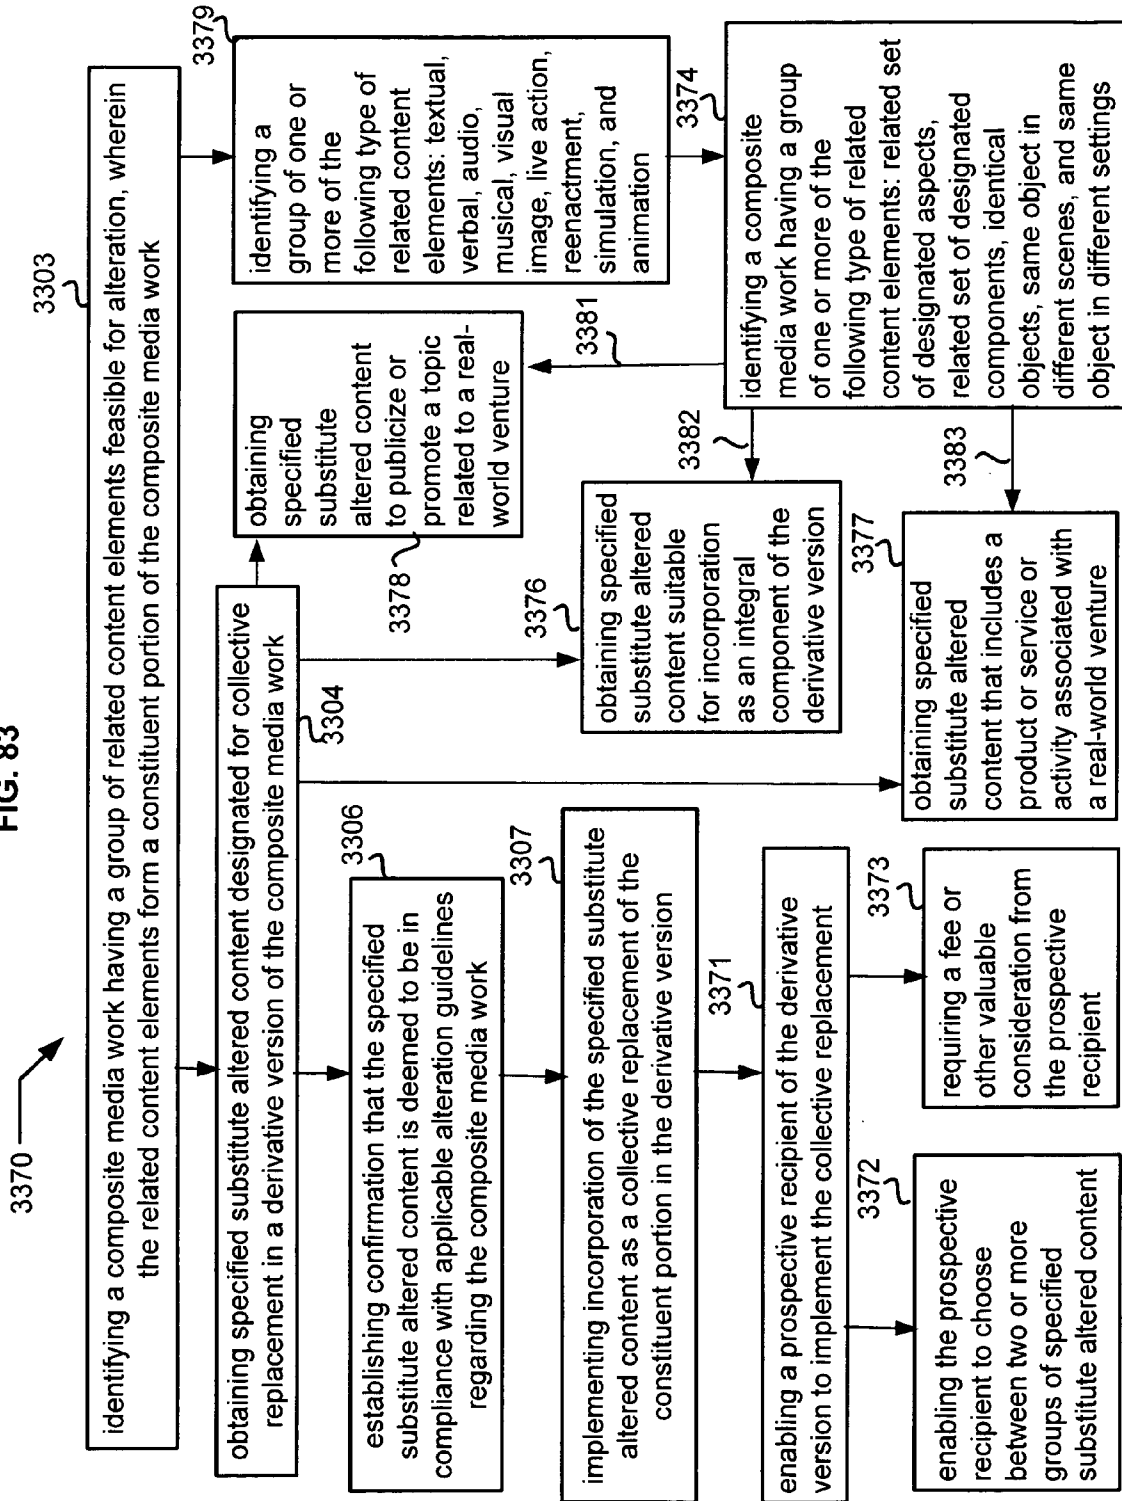 FIG. 83
3370
3303
identifying a composite media work having a group of related content elements feasible for alteration, wherein
the related content elements form a constituent portion of the composite media work
obtaining specified substitute altered content designated for collective
replacement in a derivative version of the composite media work
3304
3306
establishing confirmation that the specified
substitute altered content is deemed to be in
compliance with applicable alteration guidelines
regarding the composite media work
3307
implementing incorporation of the specified substitute
altered content as a collective replacement of the
constituent portion in the derivative version
3371
enabling a prospective recipient of the derivative
version to implement the collective replacement
3372
enabling the prospective
recipient to choose
between two or more
groups of specified
substitute altered content
3373
requiring a fee or
other valuable
consideration from
the prospective
recipient
3378
obtaining
specified
substitute
altered content
to publicize or
promote a topic
related to a real-
world venture
3376
obtaining specified
substitute altered
content suitable
for incorporation
as an integral
component of the
derivative version
3377
obtaining specified
substitute altered
content that includes a
product or service or
activity associated with
a real-world venture
3379
identifying a
group of one or
more of the
following type of
related content
elements: textual,
verbal, audio,
musical, visual
image, live action,
reenactment,
simulation, and
animation
3381
3382
3383
3374
identifying a composite
media work having a group
of one or more of the
following type of related
content elements: related set
of designated aspects,
related set of designated
components, identical
objects, same object in
different scenes, and same
object in different settings